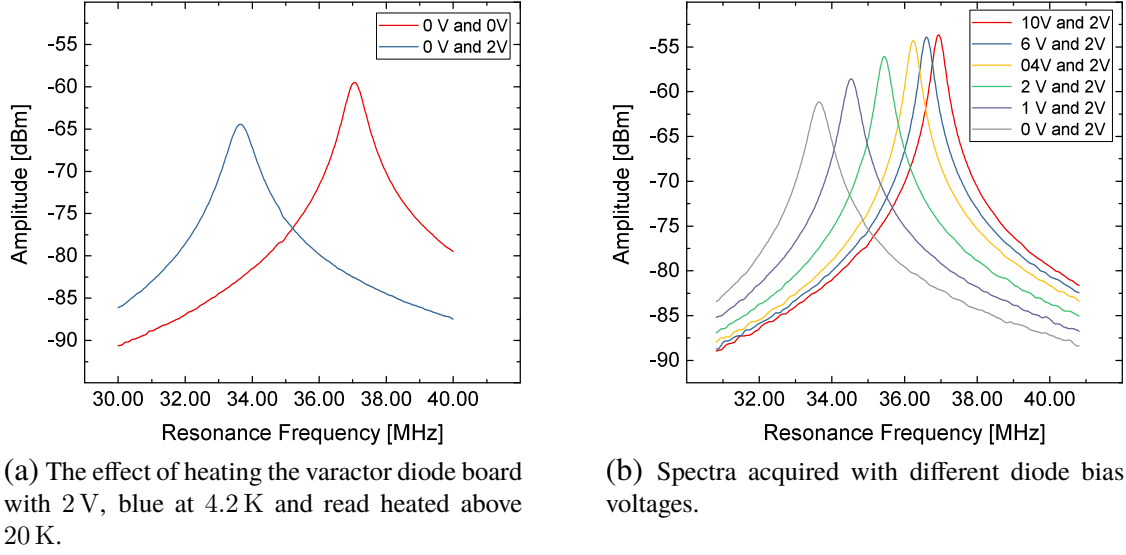 0 V and 0V
0 V and 2V
-55
-60
-65
-70
-75
-80
-85
-90
Amplitude [dBm]
30.00 32.00 34.00 36.00 38.00 40.00
Resonance Frequency [MHz]
(a) The effect of heating the varactor diode board
with 2 V, blue at 4.2 K and read heated above
20 K.
10V and 2V
6 V and 2V
04V and 2V
2 V and 2V
1 V and 2V
0 V and 2V
-55
-60
-65
-70
-75
-80
-85
-90
Amplitude [dBm]
32.00 34.00 36.00 38.00 40.00
Resonance Frequency [MHz]
(b) Spectra acquired with different diode bias
voltages.